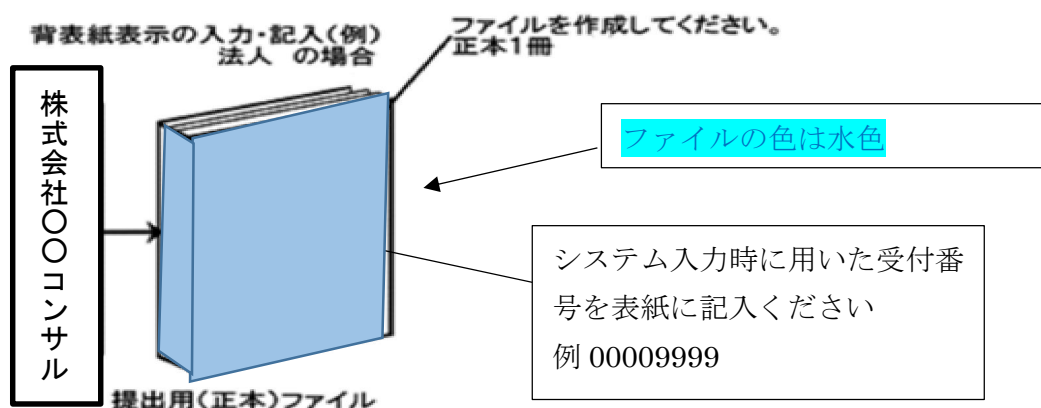 背表紙表示の入力・記入(例)
法人 の場合
ファイルを作成してください。
正本1冊
株式会社〇〇コンサル
ファイルの色は水色
システム入力時に用いた受付番
号を表紙に記入ください
例 00009999
提出用(正本)ファイル